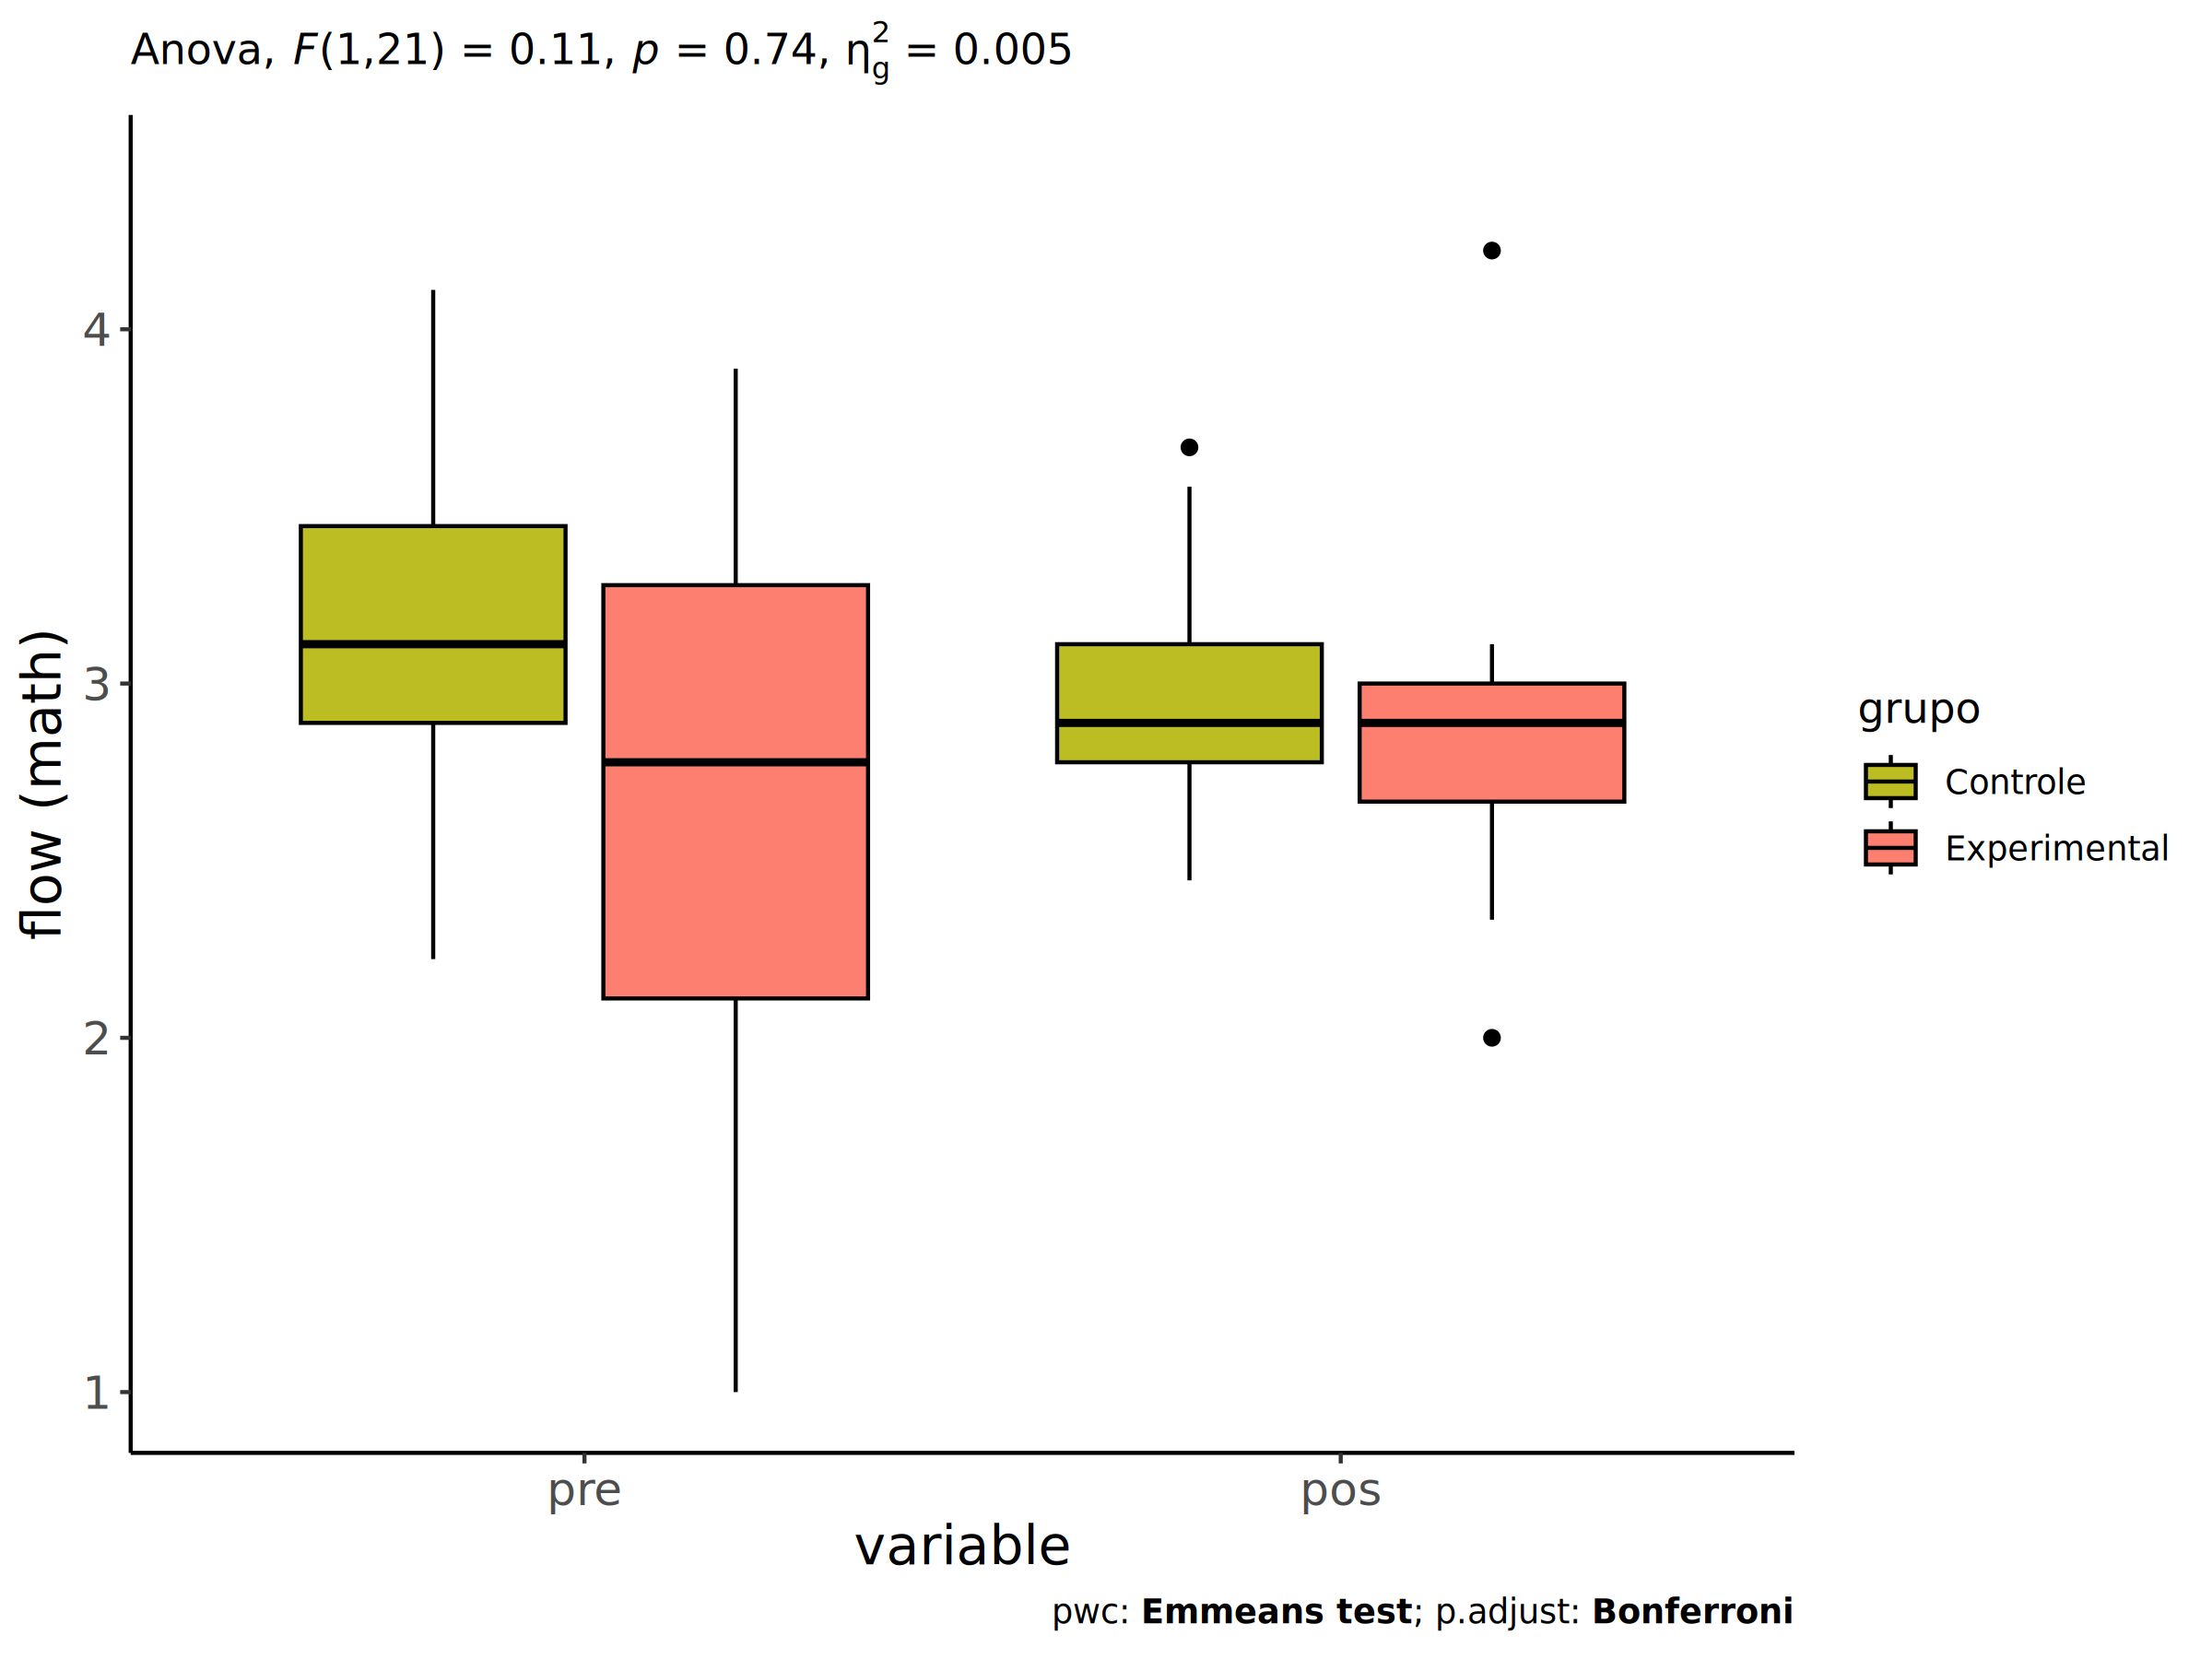 Anova, F(1,21) = 0.11, p = 0.74, η²g = 0.005
flow (math)
4
3
2
1
pre
pos
variable
grupo
Controle
Experimental
pwc: Emmeans test; p.adjust: Bonferroni